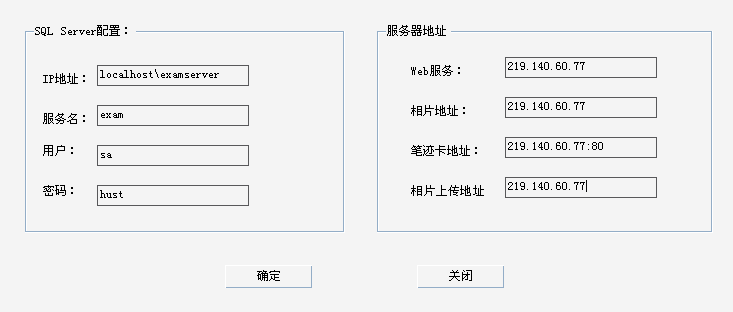 SQL Server配置：
IP地址： localhost\examserver
服务名： exam
用户： sa
密码： hust
服务器地址
Web服务： 219.140.60.77
相片地址： 219.140.60.77
笔迹卡地址： 219.140.60.77:80
相片上传地址 219.140.60.77
确定 关闭